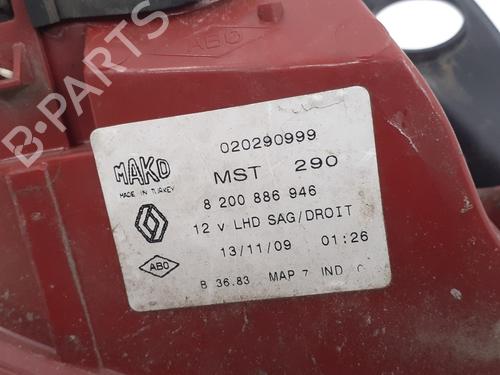 ABG
020290999
MAKO
MADE IN TURKEY
MST 290
8 200 886 946
12 v LHD SAG/DROIT
13/11/09 01:26
ABO
B 36.83 MAP 7 IND
B-PARTS